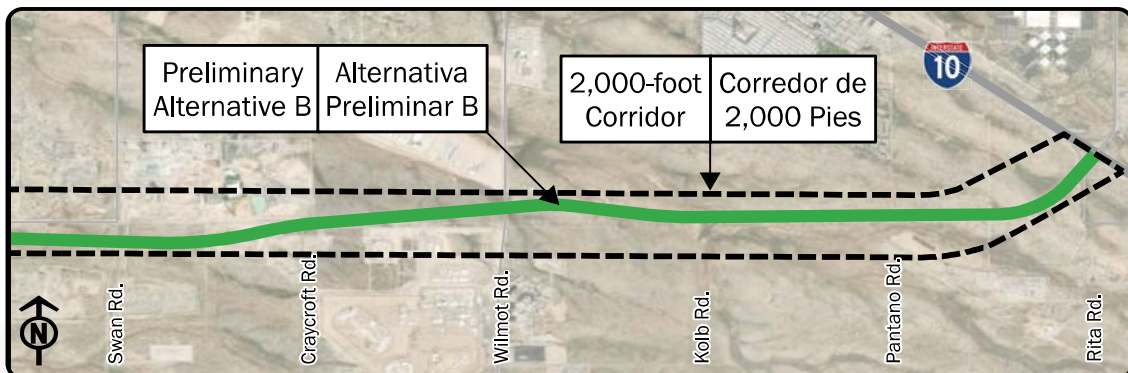 Preliminary
Alternative B
Alternativa
Preliminar B
2,000-foot
Corridor
Corredor de
2,000 Pies
INTERSTATE
10
N
Swan Rd.
Craycroft Rd.
Wilmot Rd.
Kolb Rd.
Pantano Rd.
Rita Rd.